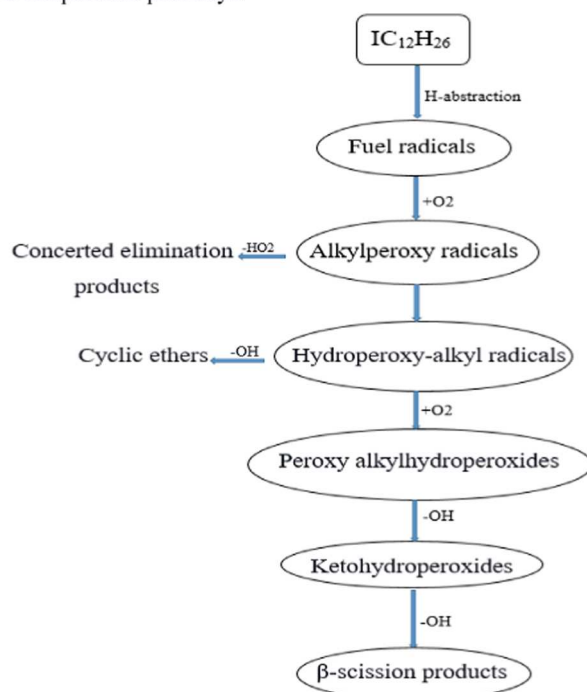 IC₁₂H₂₆
H-abstraction
Fuel radicals
+O2
Concerted elimination
products
-HO2
Alkylperoxy radicals
Cyclic ethers
-OH
Hydroperoxy-alkyl radicals
+O2
Peroxy alkylhydroperoxides
-OH
Ketohydroperoxides
-OH
β-scission products